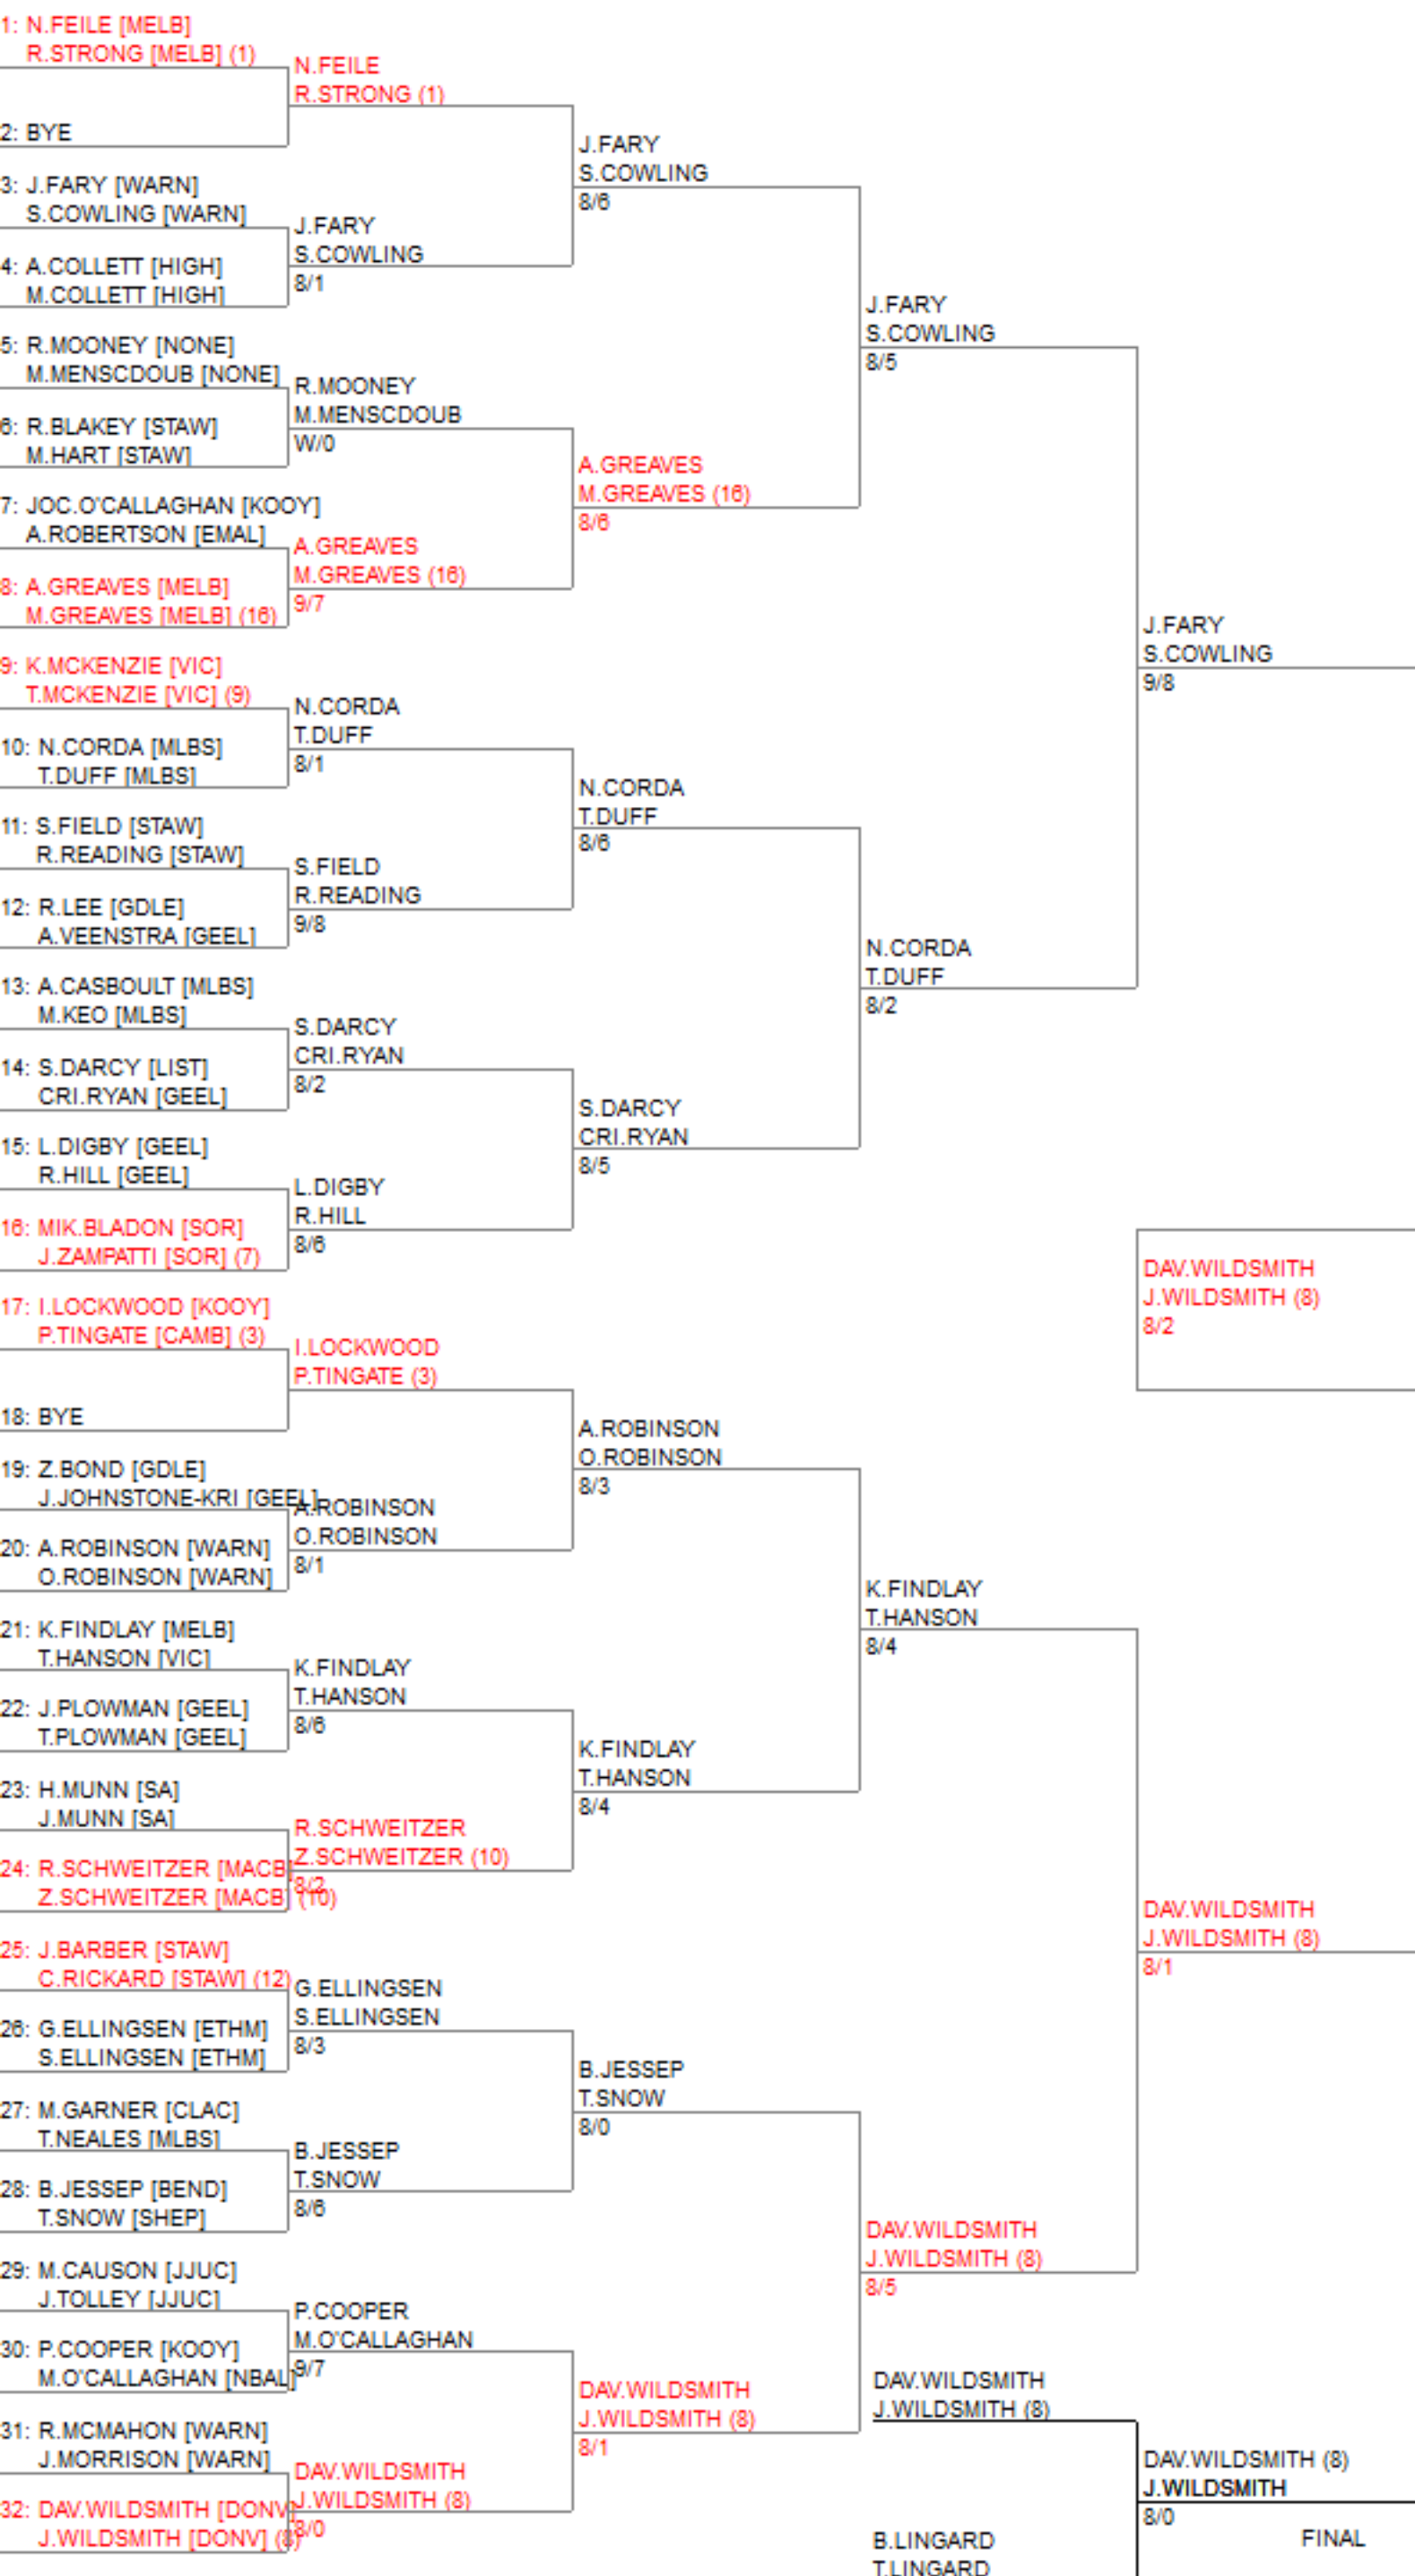 1: N.FEILE [MELB]
R.STRONG [MELB] (1)
2: BYE
3: J.FARY [WARN]
S.COWLING [WARN]
4: A.COLLETT [HIGH]
M.COLLETT [HIGH]
5: R.MOONEY [NONE]
M.MENSCDOUB [NONE]
6: R.BLAKEY [STAW]
M.HART [STAW]
7: JOC.O'CALLAGHAN [KOOY]
A.ROBERTSON [EMAL]
8: A.GREAVES [MELB]
M.GREAVES [MELB] (16)
9: K.MCKENZIE [VIC]
T.MCKENZIE [VIC] (9)
10: N.CORDA [MLBS]
T.DUFF [MLBS]
11: S.FIELD [STAW]
R.READING [STAW]
12: R.LEE [GDLE]
A.VEENSTRA [GEEL]
13: A.CASBOULT [MLBS]
M.KEO [MLBS]
14: S.DARCY [LIST]
CRI.RYAN [GEEL]
15: L.DIGBY [GEEL]
R.HILL [GEEL]
16: MIK.BLADON [SOR]
J.ZAMPATTI [SOR] (7)
17: I.LOCKWOOD [KOOY]
P.TINGATE [CAMB] (3)
18: BYE
19: Z.BOND [GDLE]
J.JOHNSTONE-KRI [GEEL]
20: A.ROBINSON [WARN]
O.ROBINSON [WARN]
21: K.FINDLAY [MELB]
T.HANSON [VIC]
22: J.PLOWMAN [GEEL]
T.PLOWMAN [GEEL]
23: H.MUNN [SA]
J.MUNN [SA]
24: R.SCHWEITZER [MACB]
Z.SCHWEITZER [MACB] (10)
25: J.BARBER [STAW]
C.RICKARD [STAW] (12)
26: G.ELLINGSEN [ETHM]
S.ELLINGSEN [ETHM]
27: M.GARNER [CLAC]
T.NEALES [MLBS]
28: B.JESSEP [BEND]
T.SNOW [SHEP]
29: M.CAUSON [JJUC]
J.TOLLEY [JJUC]
30: P.COOPER [KOOY]
M.O'CALLAGHAN [NBAL]
31: R.MCMAHON [WARN]
J.MORRISON [WARN]
32: DAV.WILDSMITH [DONV]
J.WILDSMITH [DONV] (8)
N.FEILE
R.STRONG (1)
J.FARY
S.COWLING
8/1
R.MOONEY
M.MENSCDOUB
W/0
A.GREAVES
M.GREAVES (16)
9/7
N.CORDA
T.DUFF
8/1
S.FIELD
R.READING
9/8
S.DARCY
CRI.RYAN
8/2
L.DIGBY
R.HILL
8/6
I.LOCKWOOD
P.TINGATE (3)
A.ROBINSON
O.ROBINSON
8/1
K.FINDLAY
T.HANSON
8/6
R.SCHWEITZER
Z.SCHWEITZER (10)
8/2
G.ELLINGSEN
S.ELLINGSEN
8/3
B.JESSEP
T.SNOW
8/6
P.COOPER
M.O'CALLAGHAN
9/7
DAV.WILDSMITH
J.WILDSMITH (8)
8/0
J.FARY
S.COWLING
8/6
A.GREAVES
M.GREAVES (16)
8/6
N.CORDA
T.DUFF
8/6
S.DARCY
CRI.RYAN
8/5
A.ROBINSON
O.ROBINSON
8/3
K.FINDLAY
T.HANSON
8/4
B.JESSEP
T.SNOW
8/0
DAV.WILDSMITH
J.WILDSMITH (8)
8/1
J.FARY
S.COWLING
8/5
N.CORDA
T.DUFF
8/2
K.FINDLAY
T.HANSON
8/4
DAV.WILDSMITH
J.WILDSMITH (8)
8/5
J.FARY
S.COWLING
9/8
DAV.WILDSMITH
J.WILDSMITH (8)
8/2
DAV.WILDSMITH
J.WILDSMITH (8)
8/1
DAV.WILDSMITH
J.WILDSMITH (8)
B.LINGARD
T.LINGARD
DAV.WILDSMITH (8)
J.WILDSMITH
8/0
FINAL